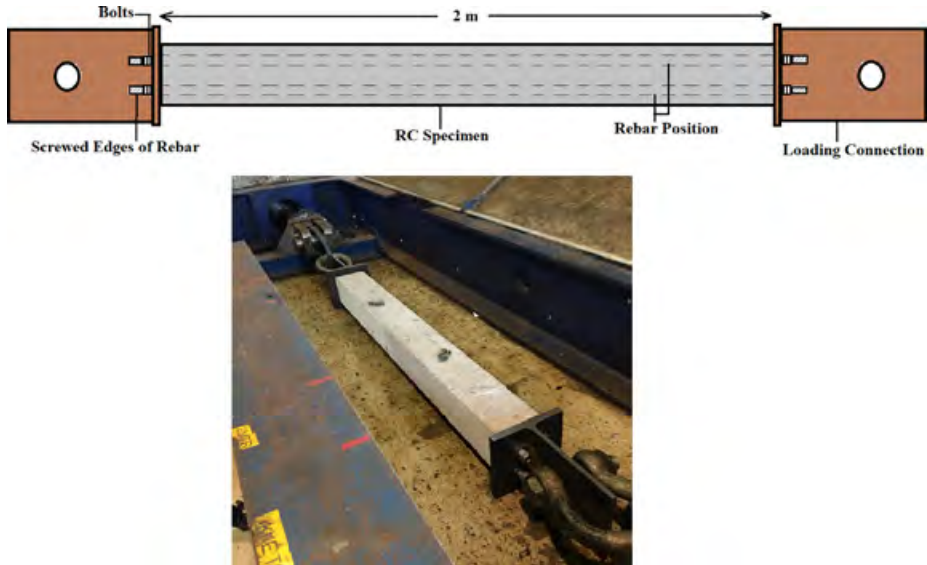 Bolts
2 m
Screwed Edges of Rebar
RC Specimen
Rebar Position
Loading Connection